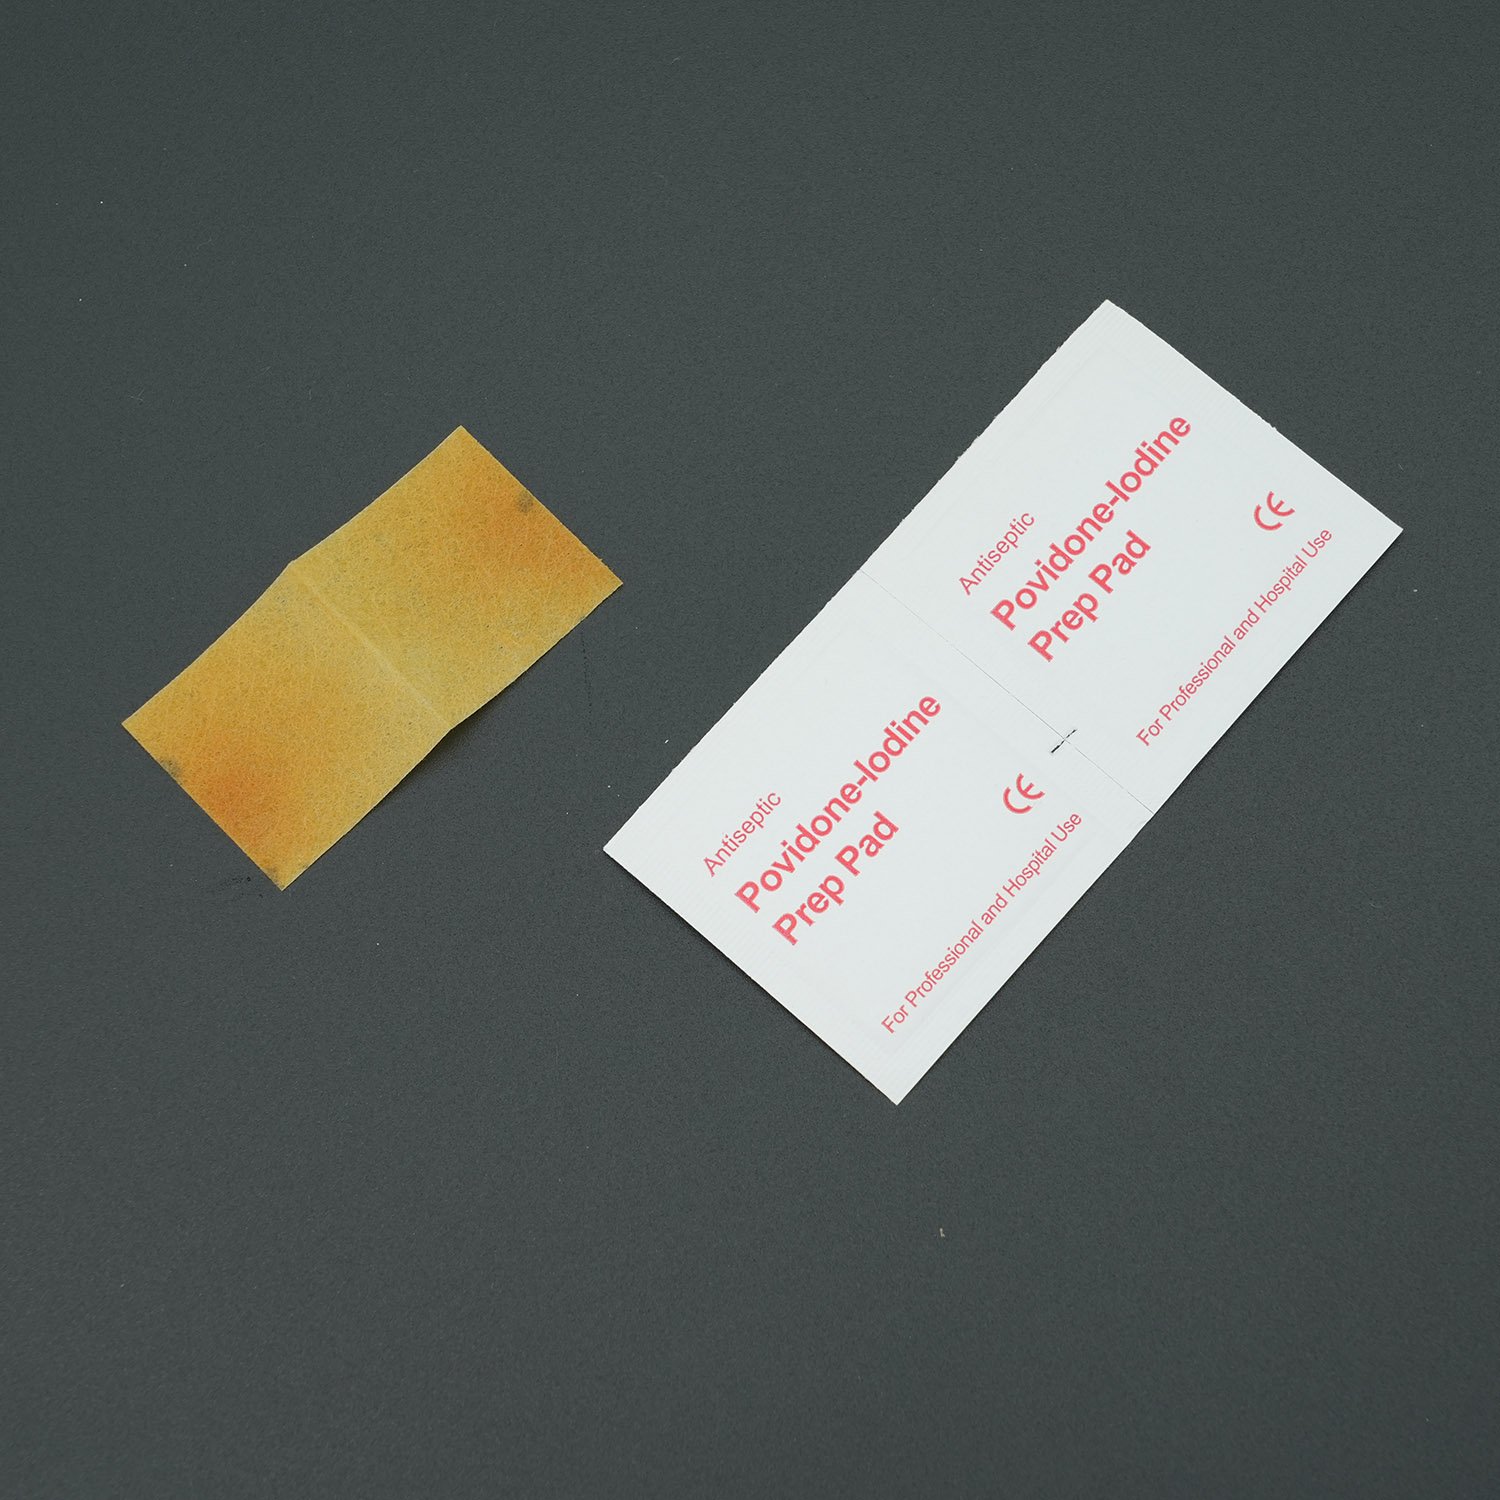 Antiseptic
Povidone-Iodine
Prep Pad
CE
For Professional and Hospital Use
Antiseptic
Povidone-Iodine
Prep Pad
CE
For Professional and Hospital Use